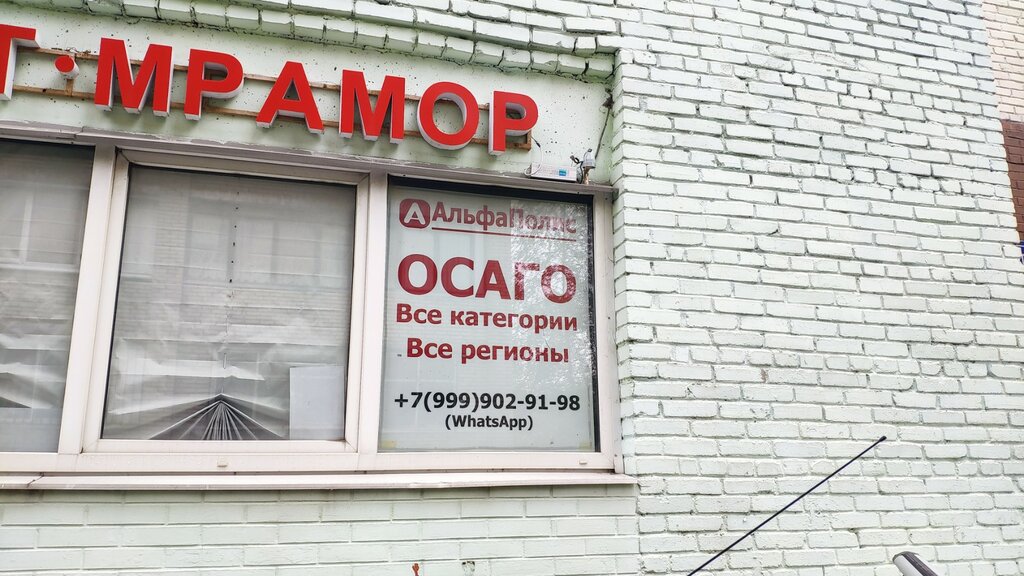 Т·МРАМОР
АльфаПолис
ОСАГО
Все категории
Все регионы
+7(999)902-91-98
(WhatsApp)